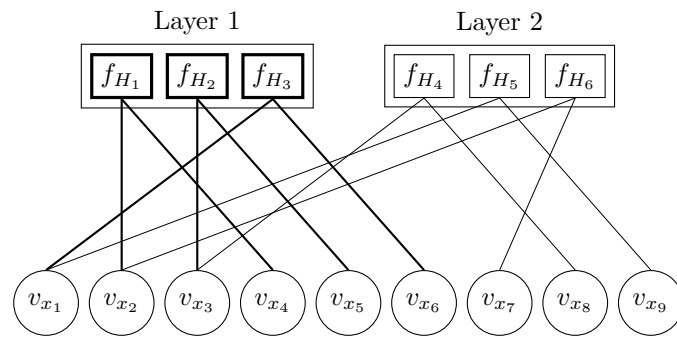 Layer 1 Layer 2
f_{H_1} f_{H_2} f_{H_3} f_{H_4} f_{H_5} f_{H_6}
v_{x_1} v_{x_2} v_{x_3} v_{x_4} v_{x_5} v_{x_6} v_{x_7} v_{x_8} v_{x_9}